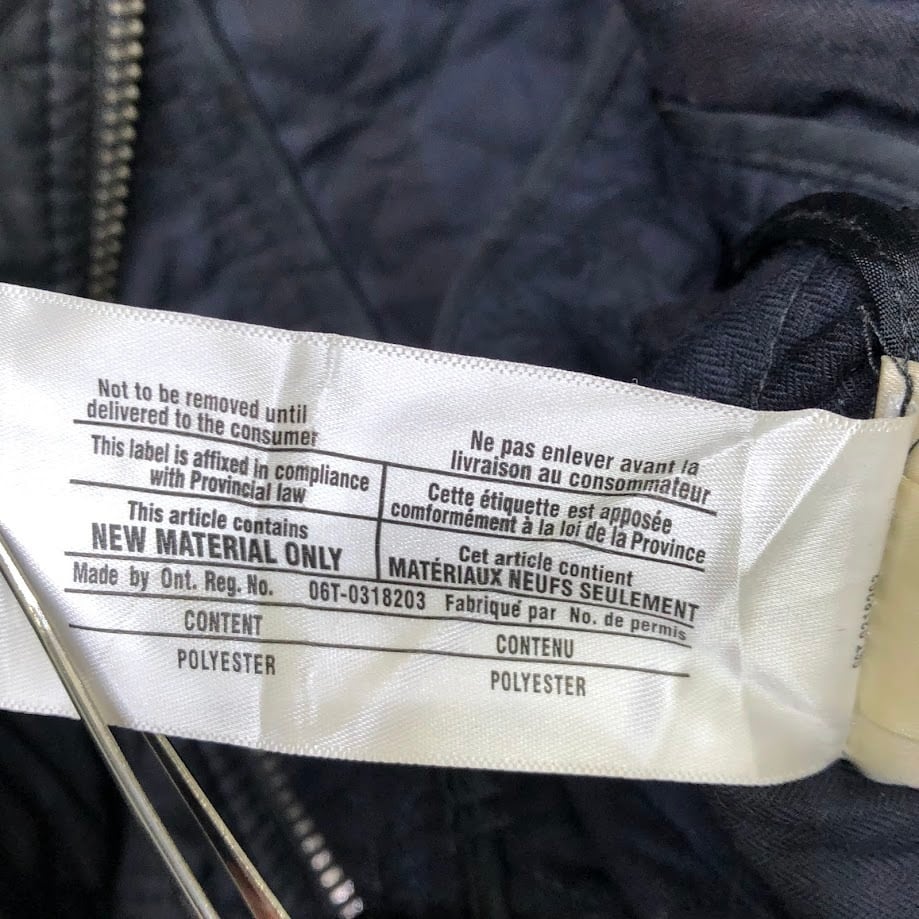 Not to be removed until
delivered to the consumer
Ne pas enlever avant la
livraison au consommateur
This label is affixed in compliance
with Provincial law
Cette étiquette est apposée
comformément à la loi de la Province
This article contains
NEW MATERIAL ONLY
Cet article contient
MATÉRIAUX NEUFS SEULEMENT
Made by Ont. Reg. No. 06T-0318203 Fabriqué par No. de permis
CONTENT CONTENU
POLYESTER POLYESTER